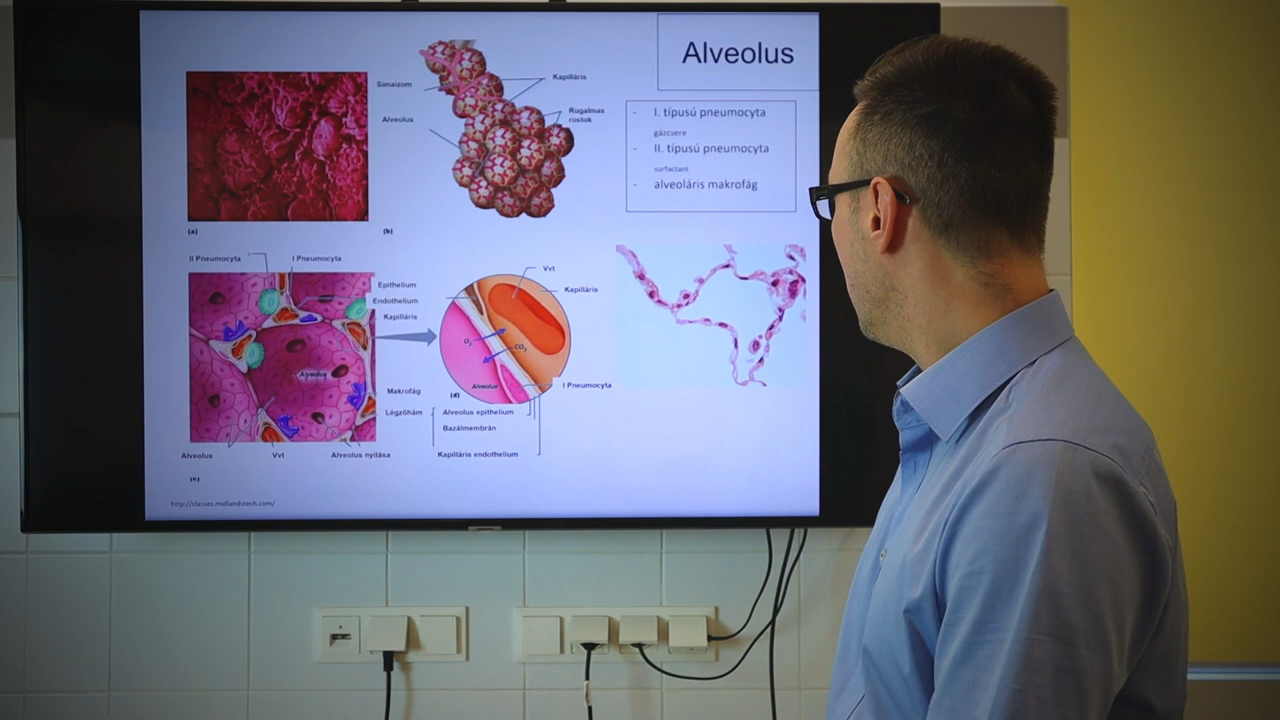 Alveolus
- I. típusú pneumocyta
gázcsere
- II. típusú pneumocyta
surfactant
- alveoláris makrofág
Simaizom
Alveolus
Kapilláris
Rugalmas
rostok
(a)
(b)
II Pneumocyta
I Pneumocyta
Epithelium
Endothelium
Kapilláris
Alveolus
Makrofág
Légzőhám
Alveolus
Vvt
Alveolus nyílása
(c)
Vvt
Kapilláris
O2
CO2
Alveolus
(d)
I Pneumocyta
Alveolus epithelium
Bazálmembrán
Kapilláris endothelium
http://classes.midlandstech.com/